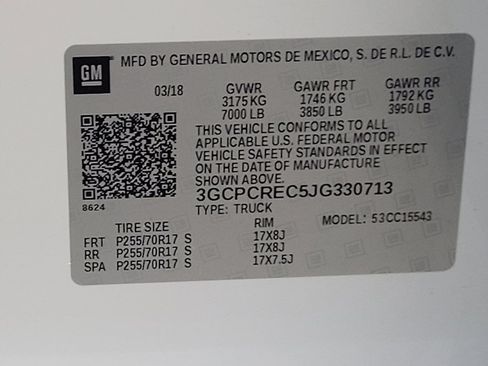 GM MFD BY GENERAL MOTORS DE MEXICO, S. DE R.L. DE C.V.
03/18 GVWR GAWR FRT GAWR RR
3175 KG 1746 KG 1792 KG
7000 LB 3850 LB 3950 LB
THIS VEHICLE CONFORMS TO ALL
APPLICABLE U.S. FEDERAL MOTOR
VEHICLE SAFETY STANDARDS IN EFFECT
ON THE DATE OF MANUFACTURE
SHOWN ABOVE.
8624 3GCPCREC5JG330713
TYPE: TRUCK MODEL: 53CC15543
TIRE SIZE RIM
FRT P255/70R17 S 17X8J
RR P255/70R17 S 17X8J
SPA P255/70R17 S 17X7.5J